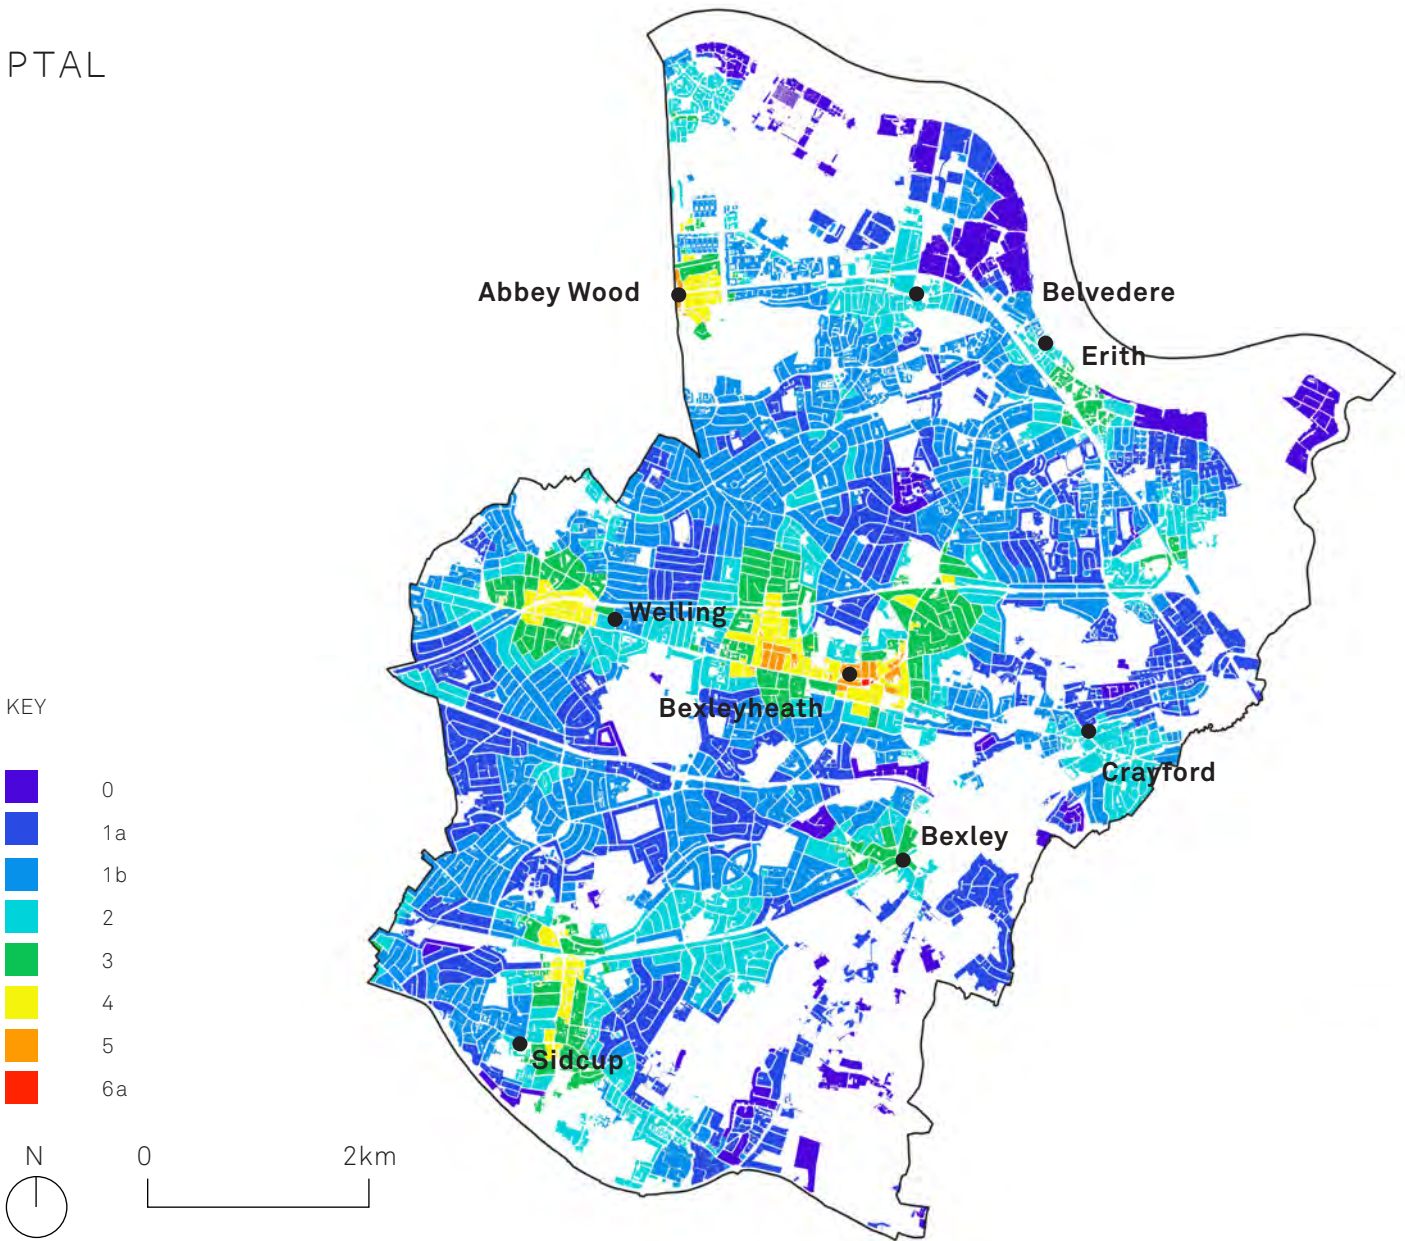 PTAL
Abbey Wood
Belvedere
Erith
Welling
Bexleyheath
Crayford
Bexley
Sidcup
KEY
0
1a
1b
2
3
4
5
6a
N
0 2km